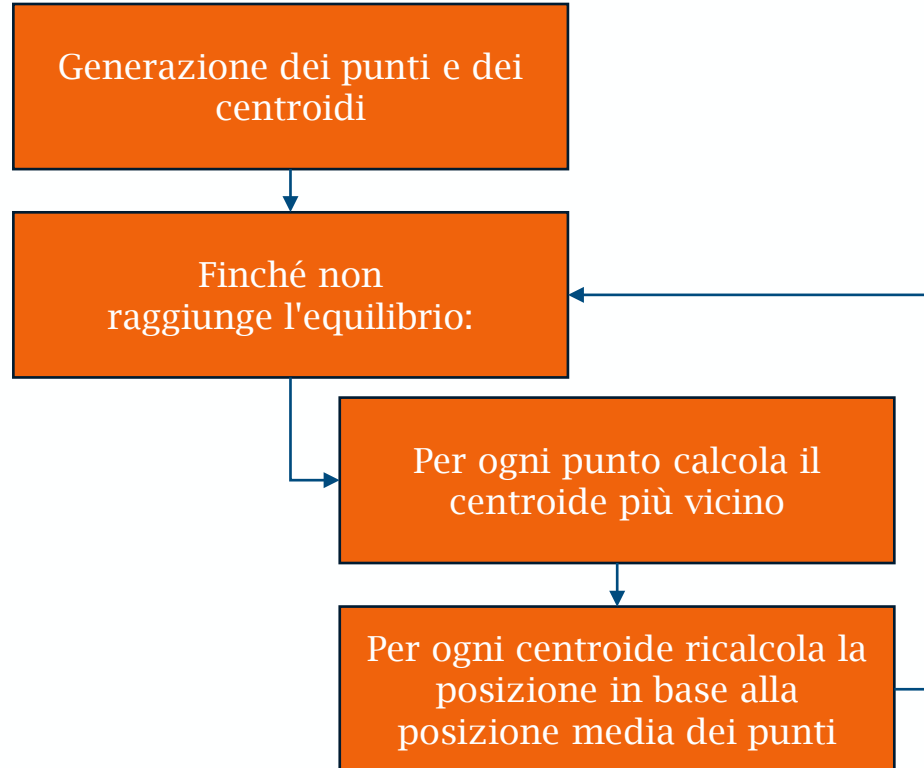 Generazione dei punti e dei
centroidi
Finché non
raggiunge l'equilibrio:
Per ogni punto calcola il
centroide più vicino
Per ogni centroide ricalcola la
posizione in base alla
posizione media dei punti